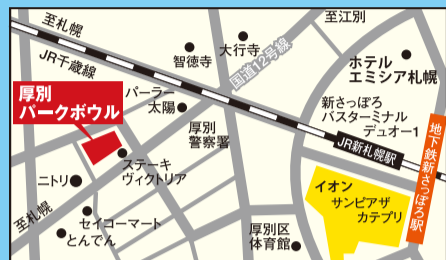 至札幌
JR千歳線
智徳寺
大行寺
国道12号線
至江別
ホテル
エミシア札幌
厚別
パークボウル
パーラー
太陽
厚別
警察署
新さっぽろ
バスターミナル
デュオー1
JR新札幌駅
地下鉄新さっぽろ駅
ステーキ
ヴィクトリア
ニトリ
至札幌
セイコーマート
とんでん
イオン
サンピアザ
カテプリ
厚別区
体育館